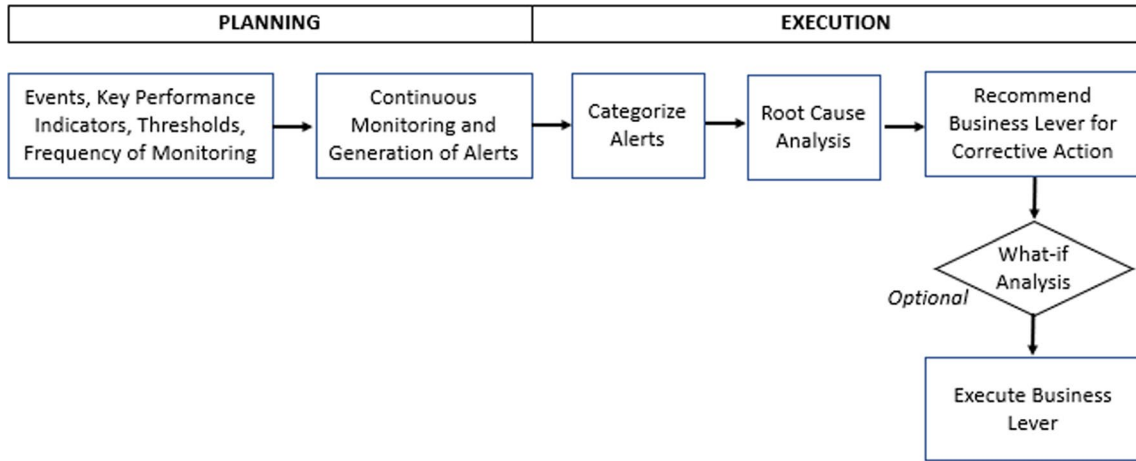 PLANNING
EXECUTION
Events, Key Performance
Indicators, Thresholds,
Frequency of Monitoring
Continuous
Monitoring and
Generation of Alerts
Categorize
Alerts
Root Cause
Analysis
Recommend
Business Lever for
Corrective Action
What-if
Analysis
Optional
Execute Business
Lever